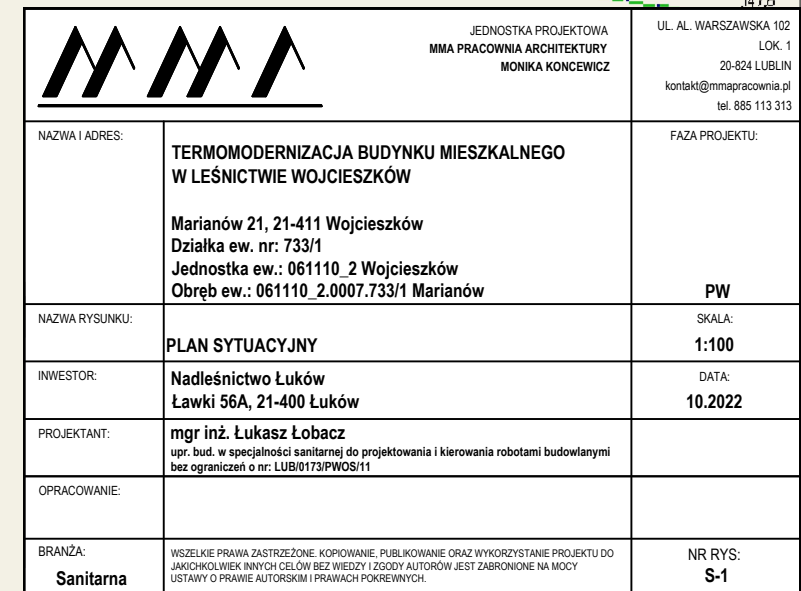 MMA
JEDNOSTKA PROJEKTOWA
MMA PRACOWNIA ARCHITEKTURY
MONIKA KONCEWICZ
UL. AL. WARSZAWSKA 102
LOK. 1
20-824 LUBLIN
kontakt@mmapracownia.pl
tel. 885 113 313
NAZWA I ADRES:
TERMOMODERNIZACJA BUDYNKU MIESZKALNEGO
W LEŚNICTWIE WOJCIESZKÓW
Marianów 21, 21-411 Wojcieszków
Działka ew. nr: 733/1
Jednostka ew.: 061110_2 Wojcieszków
Obręb ew.: 061110_2.0007.733/1 Marianów
FAZA PROJEKTU:
PW
NAZWA RYSUNKU:
PLAN SYTUACYJNY
SKALA:
1:100
INWESTOR:
Nadleśnictwo Łuków
Ławki 56A, 21-400 Łuków
DATA:
10.2022
PROJEKTANT:
mgr inż. Łukasz Łobacz
upr. bud. w specjalności sanitarnej do projektowania i kierowania robotami budowlanymi
bez ograniczeń o nr: LUB/0173/PWOS/11
OPRACOWANIE:
BRANŻA:
Sanitarna
WSZELKIE PRAWA ZASTRZEŻONE. KOPIOWANIE, PUBLIKOWANIE ORAZ WYKORZYSTANIE PROJEKTU DO
JAKICHKOLWIEK INNYCH CELÓW BEZ WIEDZY I ZGODY AUTORÓW JEST ZABRONIONE NA MOCY
USTAWY O PRAWIE AUTORSKIM I PRAWACH POKREWNYCH.
NR RYS:
S-1